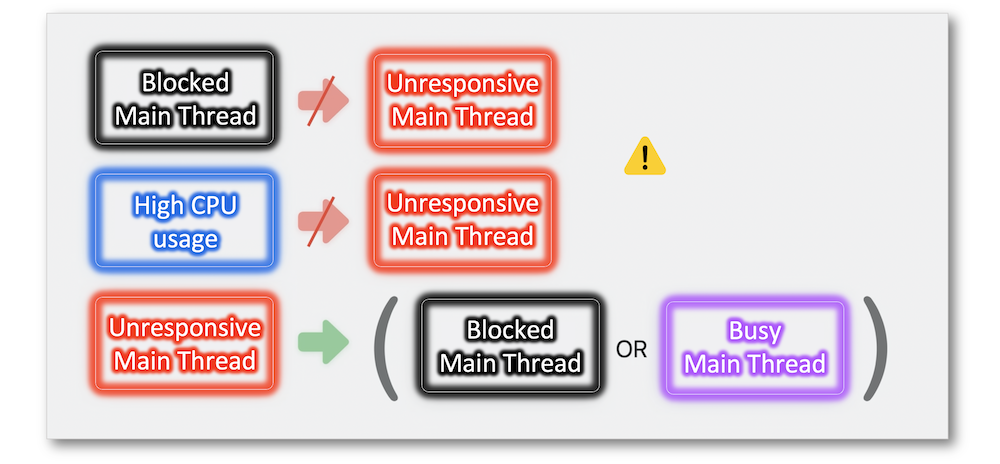 Blocked
Main Thread
Unresponsive
Main Thread
High CPU
usage
Unresponsive
Main Thread
Unresponsive
Main Thread
Blocked
Main Thread
OR
Busy
Main Thread